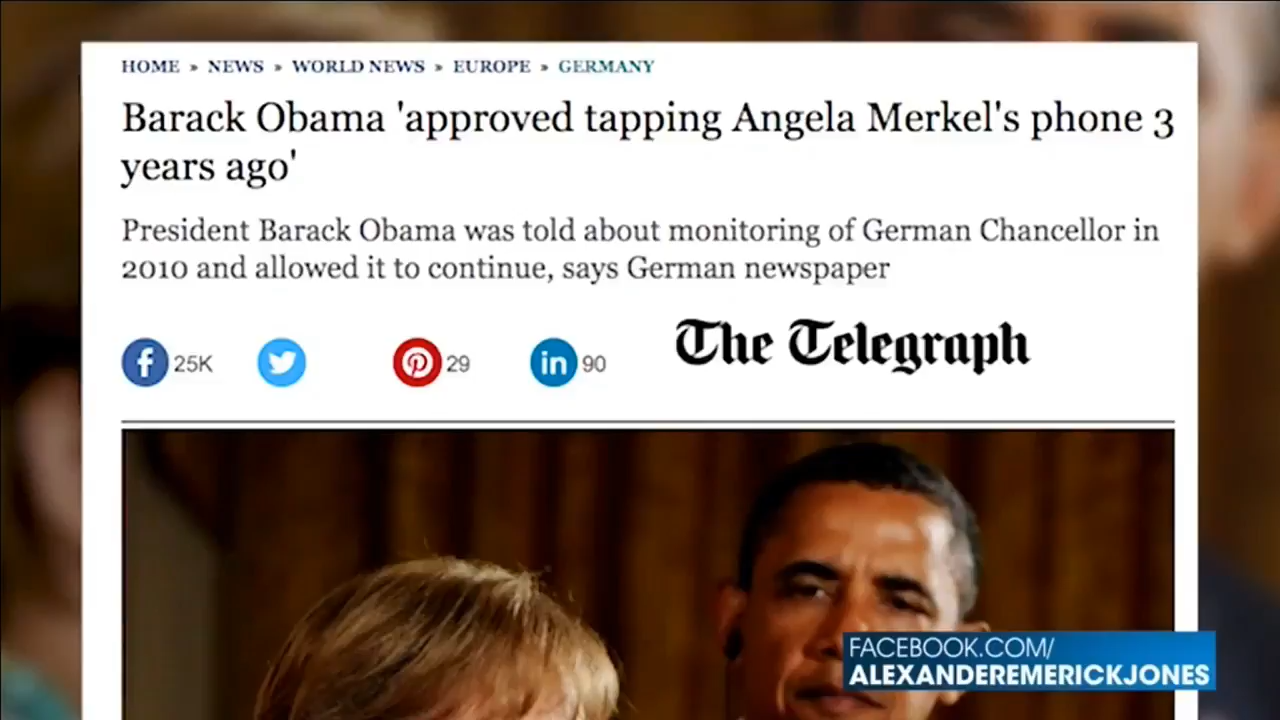 HOME » NEWS » WORLD NEWS » EUROPE » GERMANY
Barack Obama 'approved tapping Angela Merkel's phone 3
years ago'
President Barack Obama was told about monitoring of German Chancellor in
2010 and allowed it to continue, says German newspaper
f 25K
29
in 90
The Telegraph
FACEBOOK.COM/
ALEXANDEREMERICKJONES